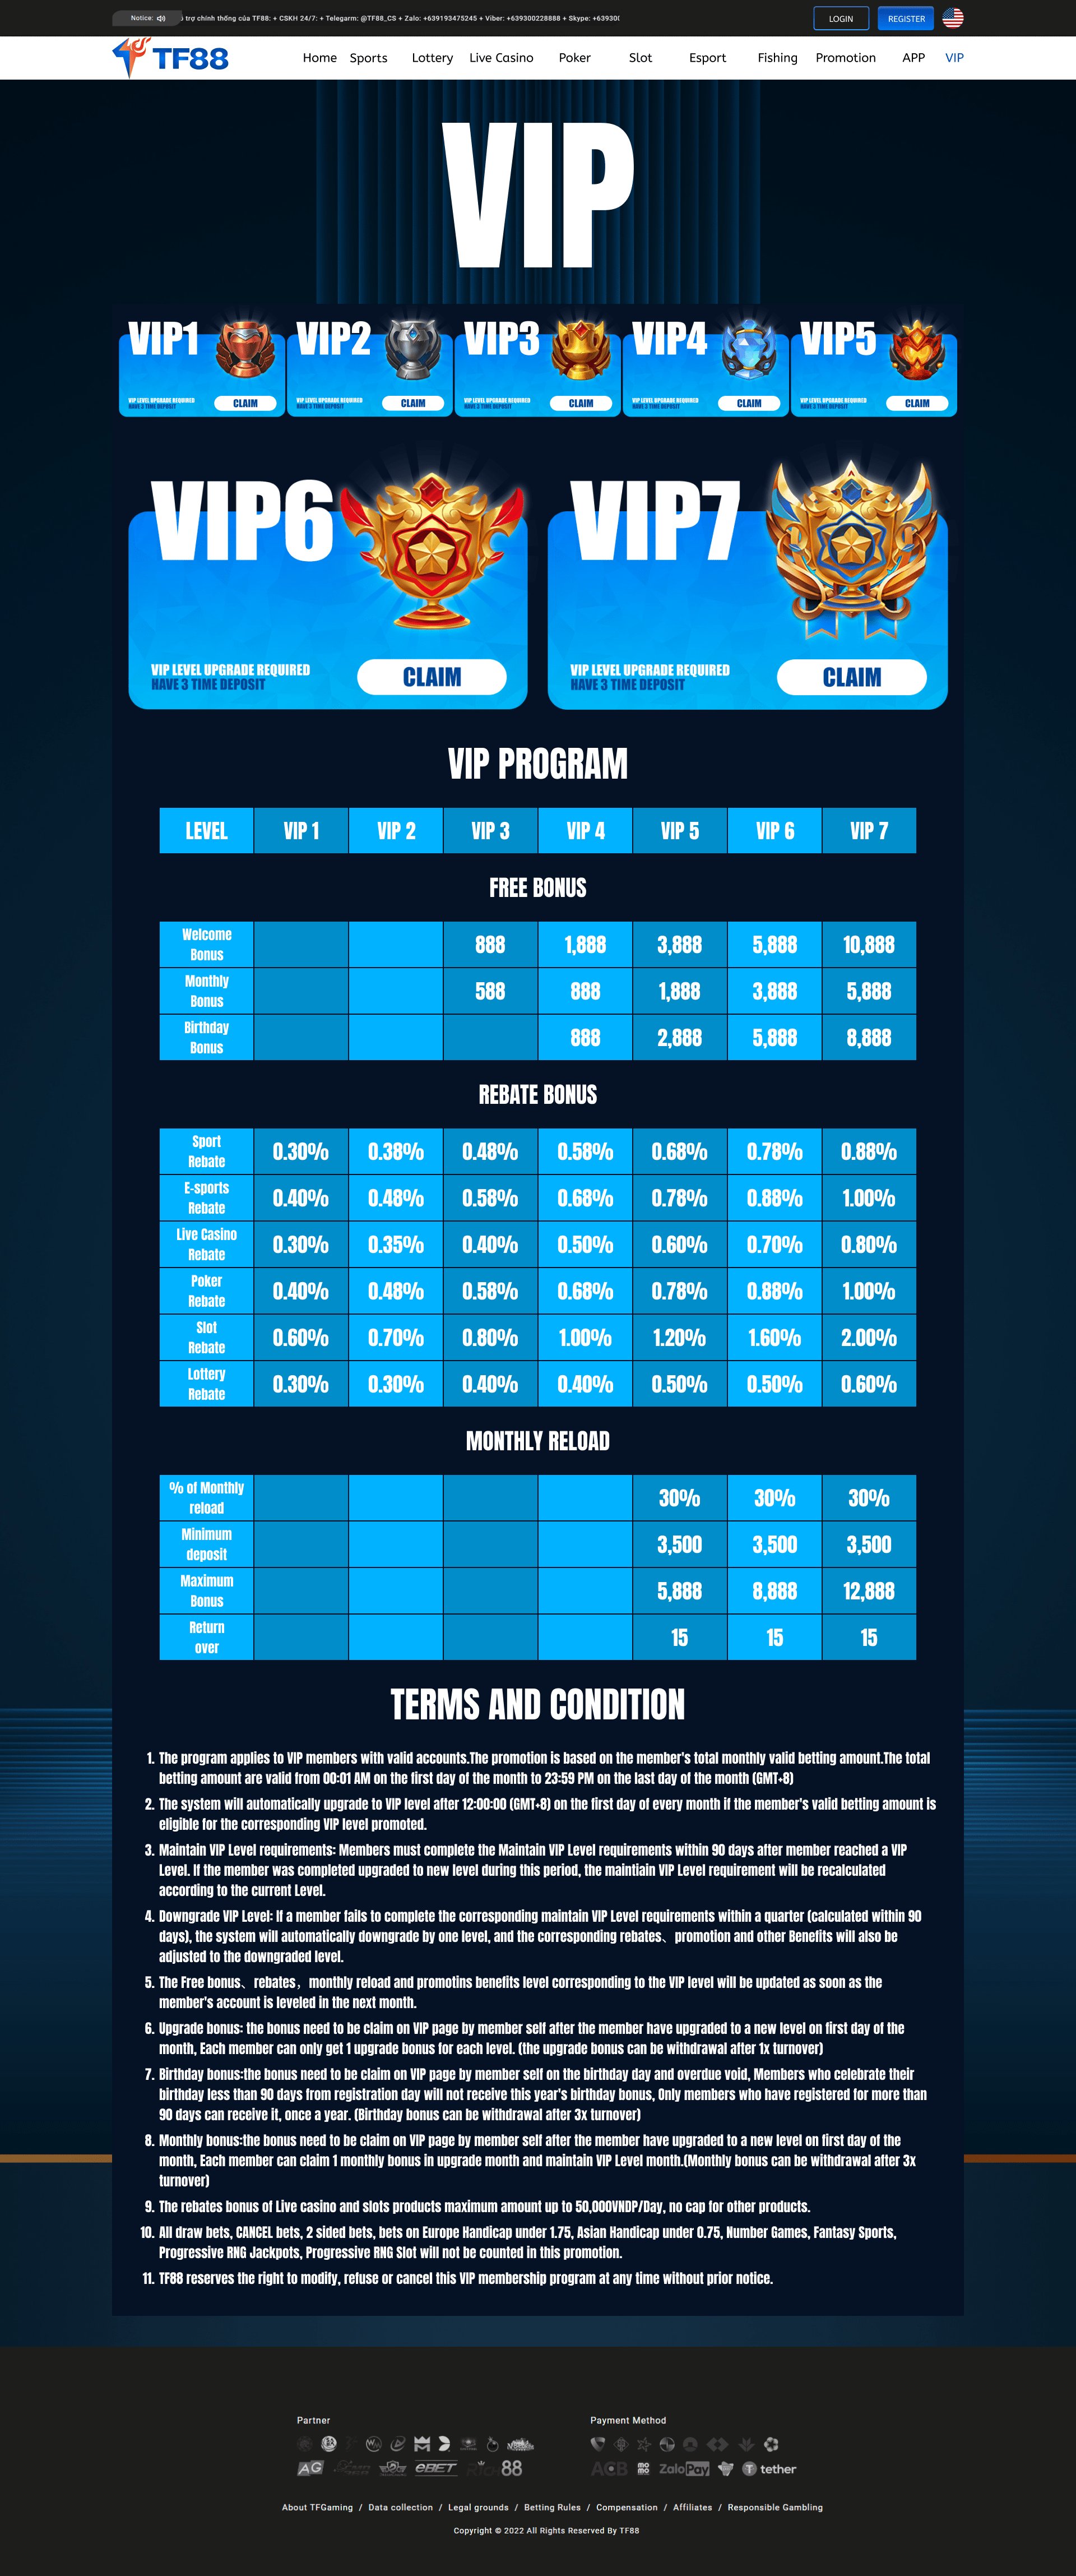 Notice:
trợ chính thống của TF88: + CSKH 24/7: + Telegarm: @TF88_CS + Zalo: +639193475245 + Viber: +639300228888 + Skype:
LOGIN
REGISTER
TF88
Home Sports Lottery Live Casino Poker Slot Esport Fishing Promotion APP VIP
VIP
VIP1 VIP2 VIP3 VIP4 VIP5
VIP LEVEL UPGRADE REQUIRED VIP LEVEL UPGRADE REQUIRED VIP LEVEL UPGRADE REQUIRED VIP LEVEL UPGRADE REQUIRED VIP LEVEL UPGRADE REQUIRED
HAVE 3 TIME DEPOSIT HAVE 3 TIME DEPOSIT HAVE 3 TIME DEPOSIT HAVE 3 TIME DEPOSIT HAVE 3 TIME DEPOSIT
CLAIM CLAIM CLAIM CLAIM CLAIM
VIP6 VIP7
VIP LEVEL UPGRADE REQUIRED
HAVE 3 TIME DEPOSIT
CLAIM
VIP LEVEL UPGRADE REQUIRED
HAVE 3 TIME DEPOSIT
CLAIM
VIP PROGRAM
LEVEL VIP 1 VIP 2 VIP 3 VIP 4 VIP 5 VIP 6 VIP 7
FREE BONUS
Welcome
Bonus
888 1,888 3,888 5,888 10,888
Monthly
Bonus
588 888 1,888 3,888 5,888
Birthday
Bonus
888 2,888 5,888 8,888
REBATE BONUS
Sport
Rebate
0.30% 0.38% 0.48% 0.58% 0.68% 0.78% 0.88%
E-sports
Rebate
0.40% 0.48% 0.58% 0.68% 0.78% 0.88% 1.00%
Live Casino
Rebate
0.30% 0.35% 0.40% 0.50% 0.60% 0.70% 0.80%
Poker
Rebate
0.40% 0.48% 0.58% 0.68% 0.78% 0.88% 1.00%
Slot
Rebate
0.60% 0.70% 0.80% 1.00% 1.20% 1.60% 2.00%
Lottery
Rebate
0.30% 0.30% 0.40% 0.40% 0.50% 0.50% 0.60%
MONTHLY RELOAD
% of Monthly
reload
30% 30% 30%
Minimum
deposit
3,500 3,500 3,500
Maximum
Bonus
5,888 8,888 12,888
Return
over
15 15 15
TERMS AND CONDITION
1. The program applies to VIP members with valid accounts.The promotion is based on the member's total monthly valid betting amount.The total
betting amount are valid from 00:01 AM on the first day of the month to 23:59 PM on the last day of the month (GMT+8)
2. The system will automatically upgrade to VIP level after 12:00:00 (GMT+8) on the first day of every month if the member's valid betting amount is
eligible for the corresponding VIP level promoted.
3. Maintain VIP Level requirements: Members must complete the Maintain VIP Level requirements within 90 days after member reached a VIP
Level. If the member was completed upgraded to new level during this period, the maintiain VIP Level requirement will be recalculated
according to the current Level.
4. Downgrade VIP Level: If a member fails to complete the corresponding maintain VIP Level requirements within a quarter (calculated within 90
days), the system will automatically downgrade by one level, and the corresponding rebates、promotion and other Benefits will also be
adjusted to the downgraded level.
5. The Free bonus、rebates，monthly reload and promotins benefits level corresponding to the VIP level will be updated as soon as the
member's account is leveled in the next month.
6. Upgrade bonus: the bonus need to be claim on VIP page by member self after the member have upgraded to a new level on first day of the
month, Each member can only get 1 upgrade bonus for each level. (the upgrade bonus can be withdrawal after 1x turnover)
7. Birthday bonus:the bonus need to be claim on VIP page by member self on the birthday day and overdue void, Members who celebrate their
birthday less than 90 days from registration day will not receive this year's birthday bonus, Only members who have registered for more than
90 days can receive it, once a year. (Birthday bonus can be withdrawal after 3x turnover)
8. Monthly bonus:the bonus need to be claim on VIP page by member self after the member have upgraded to a new level on first day of the
month, Each member can claim 1 monthly bonus in upgrade month and maintain VIP Level month.(Monthly bonus can be withdrawal after 3x
turnover)
9. The rebates bonus of Live casino and slots products maximum amount up to 50,000VNDP/Day, no cap for other products.
10. All draw bets, CANCEL bets, 2 sided bets, bets on Europe Handicap under 1.75, Asian Handicap under 0.75, Number Games, Fantasy Sports,
Progressive RNG Jackpots, Progressive RNG Slot will not be counted in this promotion.
11. TF88 reserves the right to modify, refuse or cancel this VIP membership program at any time without prior notice.
Partner
AG eBET RICH88
Payment Method
ACB momo ZaloPay tether
About TFGaming / Data collection / Legal grounds / Betting Rules / Compensation / Affiliates / Responsible Gambling
Copyright © 2022 All Rights Reserved By TF88